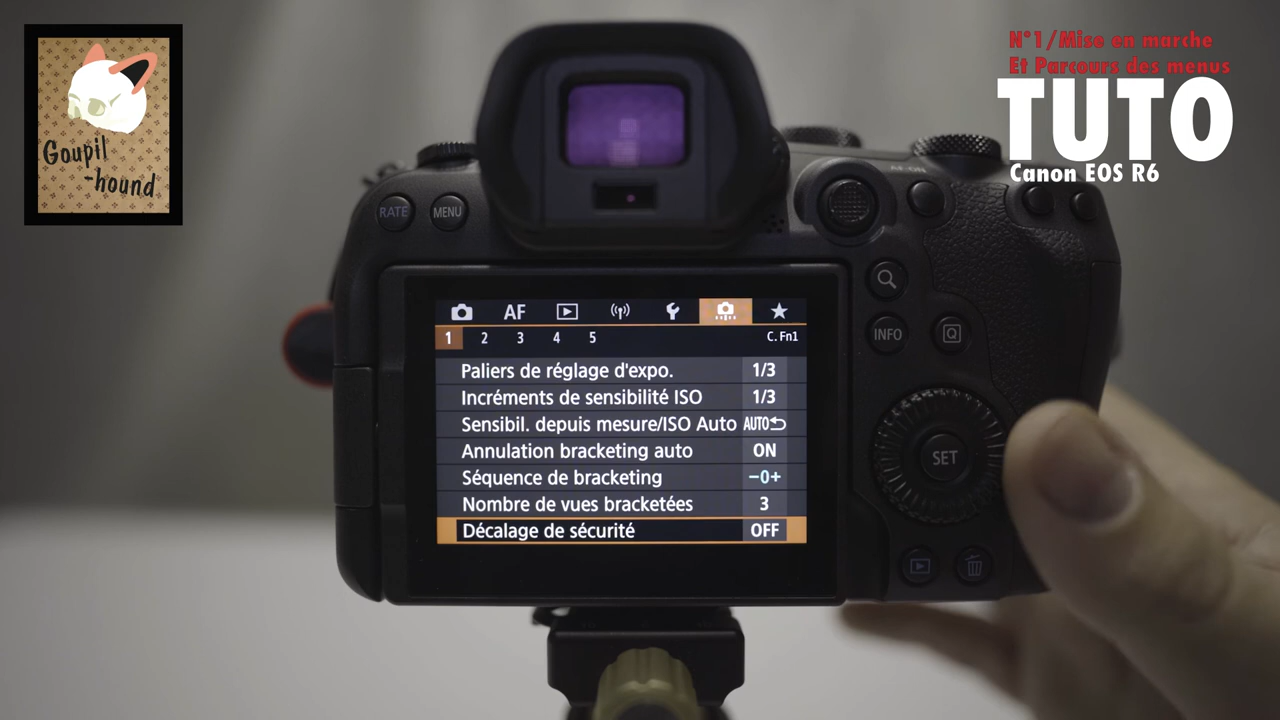 Goupil
-hound
N°1/Mise en marche
Et Parcours des menus
TUTO
Canon EOS R6
AF-ON
RATE
MENU
INFO
Q
SET
AF
1 2 3 4 5 C.Fn1
Paliers de réglage d'expo. 1/3
Incréments de sensibilité ISO 1/3
Sensibil. depuis mesure/ISO Auto AUTO
Annulation bracketing auto ON
Séquence de bracketing -0+
Nombre de vues bracketées 3
Décalage de sécurité OFF